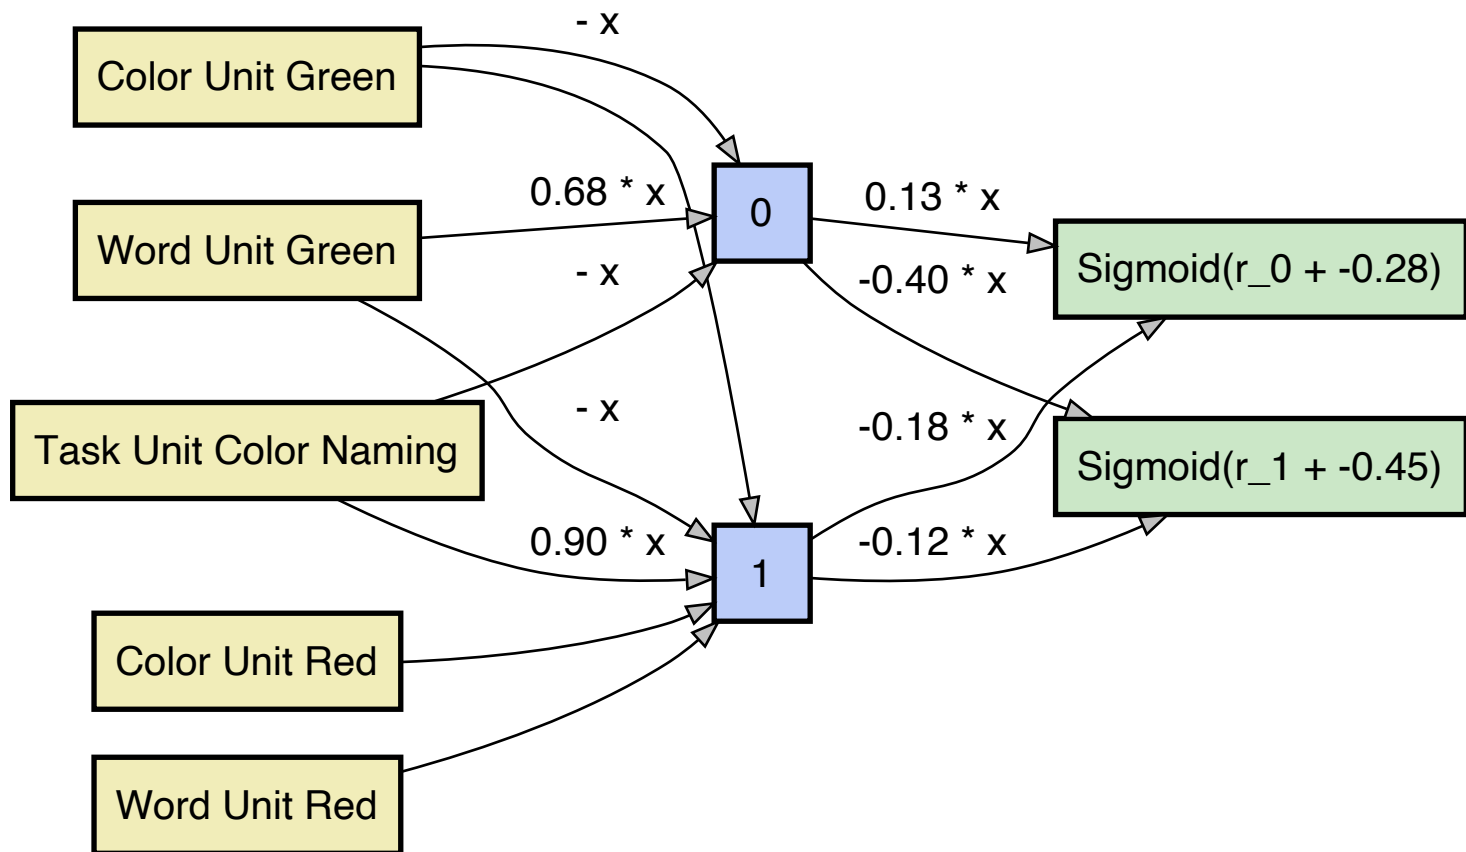 - x
Color Unit Green
0.68 * x
0
0.13 * x
Word Unit Green
- x
-0.40 * x
Sigmoid(r_0 + -0.28)
- x
-0.18 * x
Task Unit Color Naming
Sigmoid(r_1 + -0.45)
0.90 * x
1
-0.12 * x
Color Unit Red
Word Unit Red